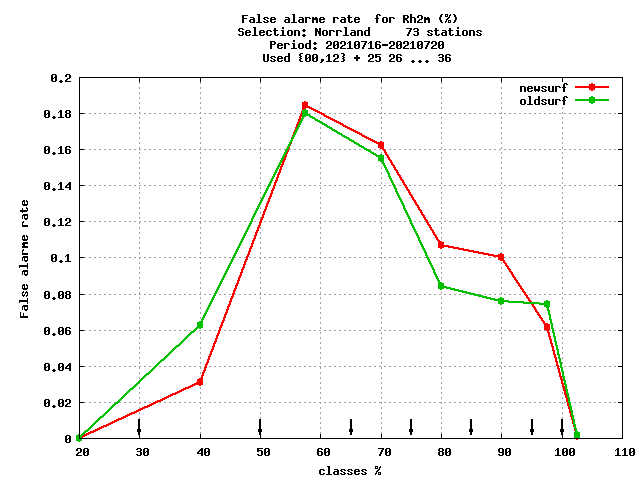 False alarme rate  for Rh2m (%)
Selection: Norrland     73 stations
Period: 20210716-20210720
Used {00,12} + 25 26 ... 36
newsurf
oldsurf
0.2
0.18
0.16
0.14
0.12
0.1
0.08
0.06
0.04
0.02
0
False alarme rate
20 30 40 50 60 70 80 90 100 110
classes %